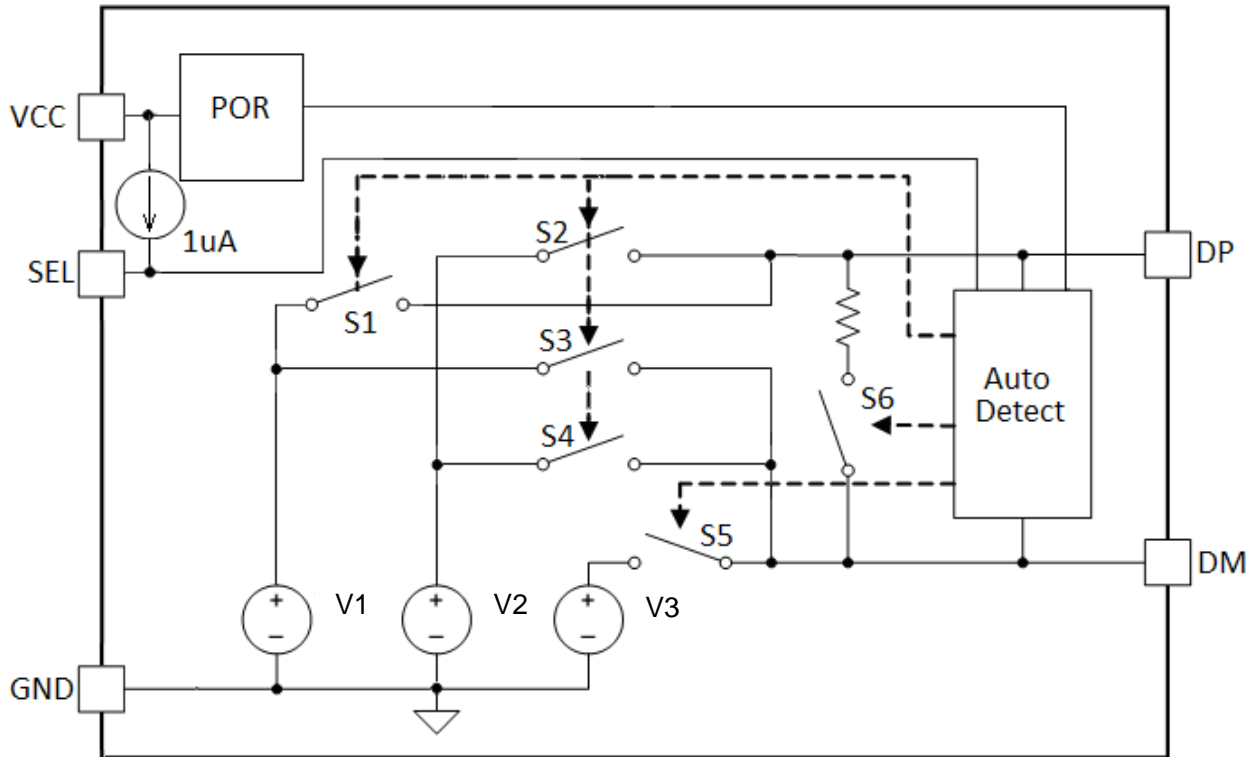 VCC
POR
1uA
SEL
S2
DP
S1
S3
Auto
Detect
S6
S4
S5
DM
+
−
V1
+
−
V2
+
−
V3
GND